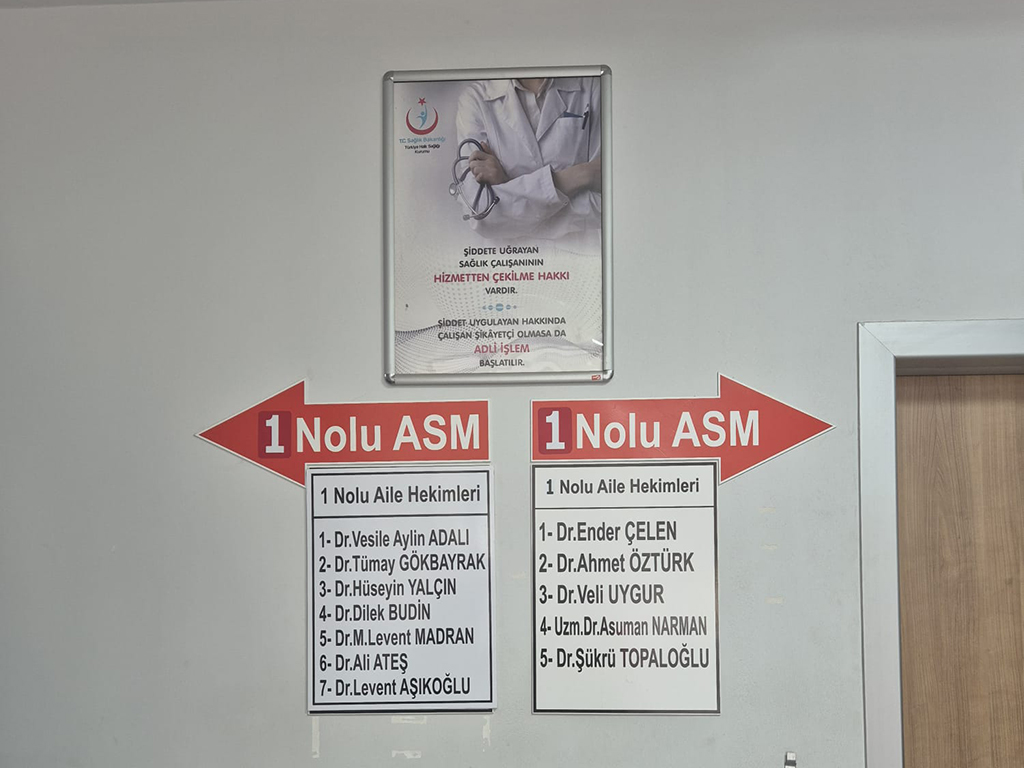 T.C. Sağlık Bakanlığı
Türkiye Halk Sağlığı
Kurumu
ŞİDDETE UĞRAYAN
SAĞLIK ÇALIŞANININ
HİZMETTEN ÇEKİLME HAKKI
VARDIR.
ŞİDDET UYGULAYAN HAKKINDA
ÇALIŞAN ŞİKÂYETÇİ OLMASA DA
ADLİ İŞLEM
BAŞLATILIR.
1 Nolu ASM
1 Nolu Aile Hekimleri
1- Dr.Vesile Aylin ADALI
2- Dr.Tümay GÖKBAYRAK
3- Dr.Hüseyin YALÇIN
4- Dr.Dilek BUDİN
5- Dr.M.Levent MADRAN
6- Dr.Ali ATEŞ
7- Dr.Levent AŞIKOĞLU
1 Nolu ASM
1 Nolu Aile Hekimleri
1- Dr.Ender ÇELEN
2- Dr.Ahmet ÖZTÜRK
3- Dr.Veli UYGUR
4- Uzm.Dr.Asuman NARMAN
5- Dr.Şükrü TOPALOĞLU